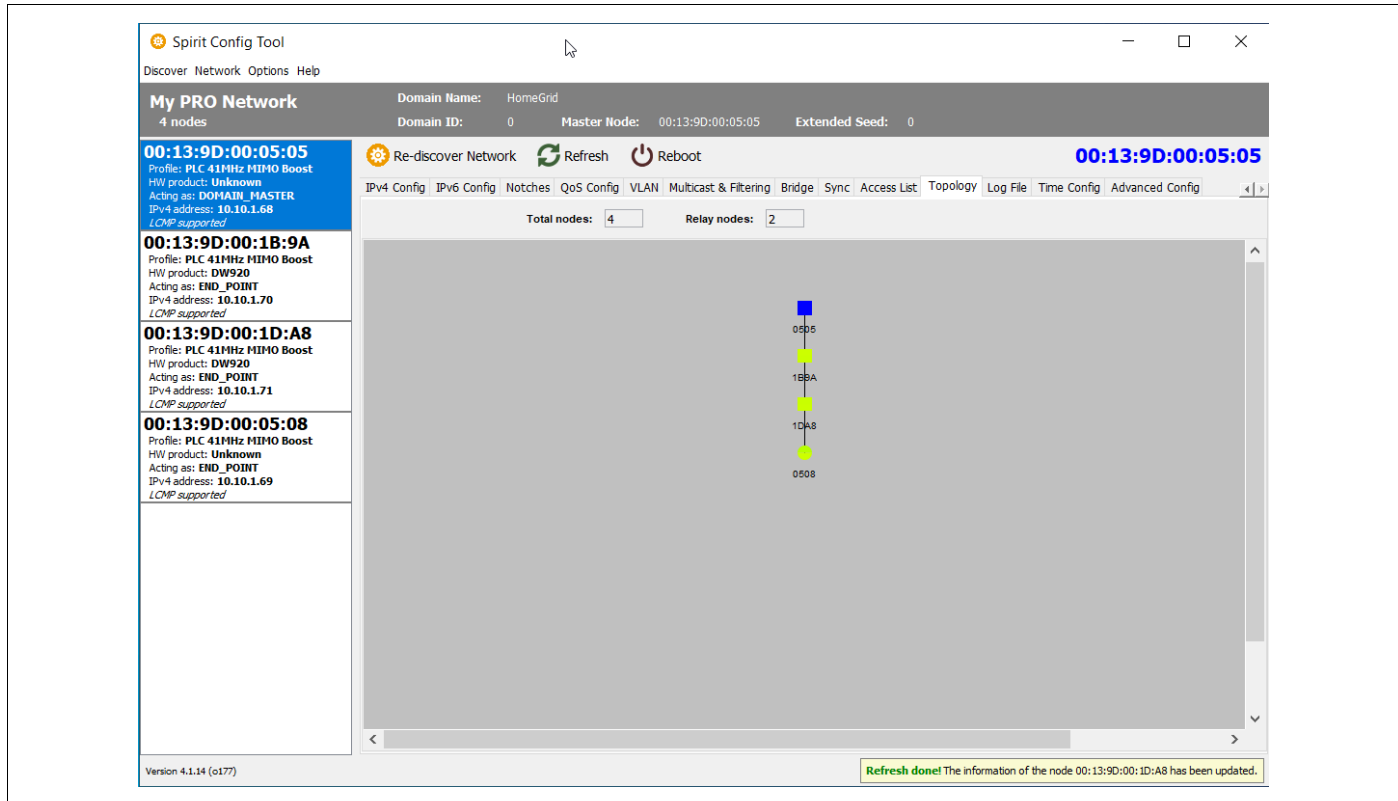 Spirit Config Tool
Discover Network Options Help
My PRO Network
4 nodes
Domain Name: HomeGrid
Domain ID: 0 Master Node: 00:13:9D:00:05:05 Extended Seed: 0
00:13:9D:00:05:05
Profile: PLC 41MHz MIMO Boost
HW product: Unknown
Acting as: DOMAIN_MASTER
IPv4 address: 10.10.1.68
LCMP supported
00:13:9D:00:1B:9A
Profile: PLC 41MHz MIMO Boost
HW product: DW920
Acting as: END_POINT
IPv4 address: 10.10.1.70
LCMP supported
00:13:9D:00:1D:A8
Profile: PLC 41MHz MIMO Boost
HW product: DW920
Acting as: END_POINT
IPv4 address: 10.10.1.71
LCMP supported
00:13:9D:00:05:08
Profile: PLC 41MHz MIMO Boost
HW product: Unknown
Acting as: END_POINT
IPv4 address: 10.10.1.69
LCMP supported
Re-discover Network Refresh Reboot 00:13:9D:00:05:05
IPv4 Config IPv6 Config Notches QoS Config VLAN Multicast & Filtering Bridge Sync Access List Topology Log File Time Config Advanced Config
Total nodes: 4 Relay nodes: 2
0505
1B9A
1DA8
0508
Version 4.1.14 (o177)
Refresh done! The information of the node 00:13:9D:00:1D:A8 has been updated.